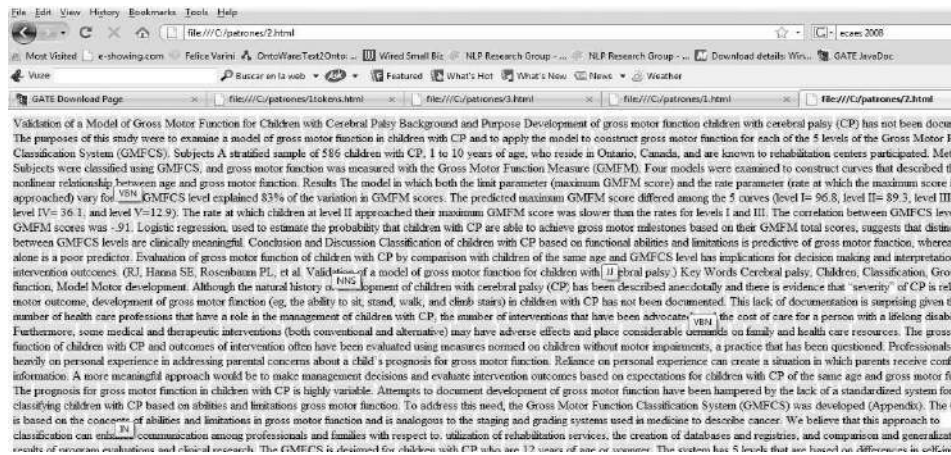 File Edit View History Bookmarks Tools Help
file:///C:/patrones/2.html ecaes 2008
Most Visited e-showing.com Felice Varini OntoWare:Text2Onto: ... Wired Small Biz NLP Research Group - ... NLP Research Group - ... Download details: Win... GATE JavaDoc
Vuze Buscar en la web Featured What's Hot What's New News Weather
GATE Download Page file:///C:/patrones/1tokens.html file:///C:/patrones/3.html file:///C:/patrones/1.html file:///C:/patrones/2.html
Validation of a Model of Gross Motor Function for Children with Cerebral Palsy Background and Purpose Development of gross motor function children with cerebral palsy (CP) has not been docu
The purposes of this study were to examine a model of gross motor function in children with CP and to apply the model to construct gross motor function for each of the 5 levels of the Gross Motor F
Classification System (GMFCS). Subjects A stratified sample of 586 children with CP, 1 to 10 years of age, who reside in Ontario, Canada, and are known to rehabilitation centers participated. Met
Subjects were classified using GMFCS, and gross motor function was measured with the Gross Motor Function Measure (GMFM). Four models were examined to construct curves that described th
nonlinear relationship between age and gross motor function. Results The model in which both the limit parameter (maximum GMFM score) and the rate parameter (rate at which the maximum score
approached) vary for VBN GMFCS level explained 83% of the variation in GMFM scores. The predicted maximum GMFM score differed among the 5 curves (level I= 96.8, level II= 89.3, level III
level IV= 36.1, and level V=12.9). The rate at which children at level II approached their maximum GMFM score was slower than the rates for levels I and III. The correlation between GMFCS lev
GMFM scores was -.91. Logistic regression, used to estimate the probability that children with CP are able to achieve gross motor milestones based on their GMFM total scores, suggests that distin
between GMFCS levels are clinically meaningful. Conclusion and Discussion Classification of children with CP based on functional abilities and limitations is predictive of gross motor function, where
alone is a poor predictor. Evaluation of gross motor function of children with CP by comparison with children of the same age and GMFCS level has implications for decision making and interpretatio
intervention outcomes. (RJ, Hanna SE, Rosenbaum PL, et al. Validation of a model of gross motor function for children with JJ ebral palsy.) Key Words Cerebral palsy, Children, Classification, Gro
function, Model Motor development. Although the natural history o NNS lopment of children with cerebral palsy (CP) has been described anecdotally and there is evidence that "severity" of CP is rel
motor outcome, development of gross motor function (eg, the ability to sit, stand, walk, and climb stairs) in children with CP has not been documented. This lack of documentation is surprising given t
number of health care professions that have a role in the management of children with CP, the number of interventions that have been advocate VBN the cost of care for a person with a lifelong disab
Furthermore, some medical and therapeutic interventions (both conventional and alternative) may have adverse effects and place considerable demands on family and health care resources. The gross
function of children with CP and outcomes of intervention often have been evaluated using measures normed on children without motor impairments, a practice that has been questioned. Professionals
heavily on personal experience in addressing parental concerns about a child's prognosis for gross motor function. Reliance on personal experience can create a situation in which parents receive conf
information. A more meaningful approach would be to make management decisions and evaluate intervention outcomes based on expectations for children with CP of the same age and gross motor fu
The prognosis for gross motor function in children with CP is highly variable. Attempts to document development of gross motor function have been hampered by the lack of a standardized system for
classifying children with CP based on abilities and limitations gross motor function. To address this need, the Gross Motor Function Classification System (GMFCS) was developed (Appendix). The
is based on the concepts of abilities and limitations in gross motor function and is analogous to the staging and grading systems used in medicine to describe cancer. We believe that this approach to
classification can enha IN communication among professionals and families with respect to. utilization of rehabilitation services, the creation of databases and registries, and comparison and generalizat
results of program evaluations and clinical research. The GMFCS is designed for children with CP who are 12 years of age or younger. The system has 5 levels that are based on differences in self-in